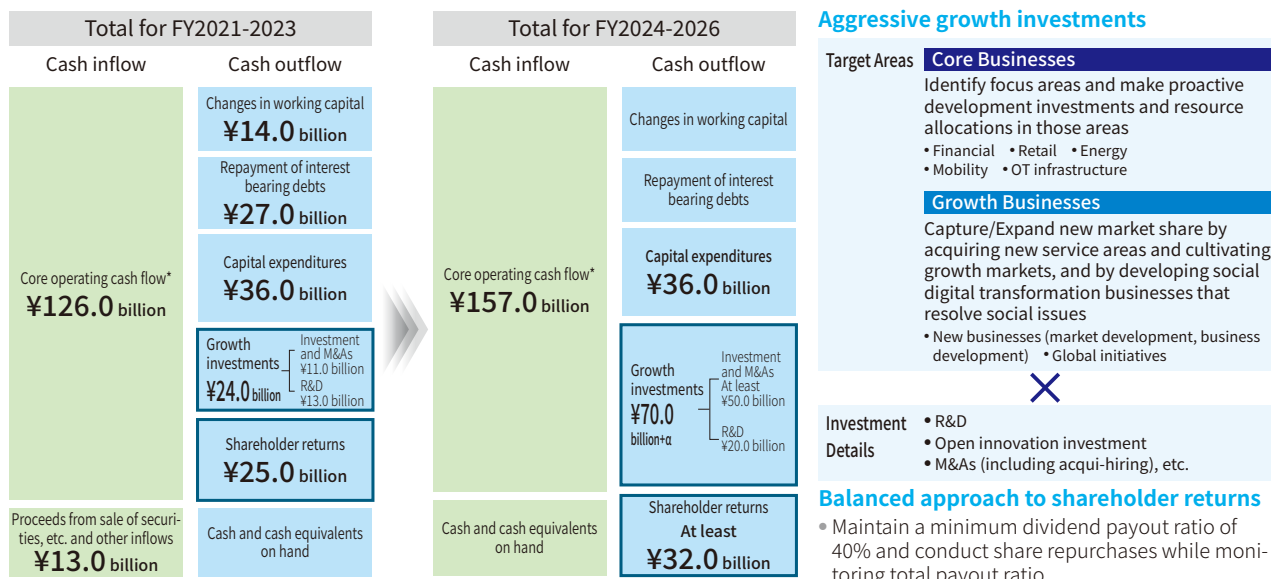 Total for FY2021-2023
Cash inflow
Cash outflow
Core operating cash flow*
¥126.0 billion
Proceeds from sale of securi-
ties, etc. and other inflows
¥13.0 billion
Changes in working capital
¥14.0 billion
Repayment of interest
bearing debts
¥27.0 billion
Capital expenditures
¥36.0 billion
Growth
investments
¥24.0 billion
Investment
and M&As
¥11.0 billion
R&D
¥13.0 billion
Shareholder returns
¥25.0 billion
Cash and cash equivalents
on hand
Total for FY2024-2026
Cash inflow
Cash outflow
Core operating cash flow*
¥157.0 billion
Cash and cash equivalents
on hand
Changes in working capital
Repayment of interest
bearing debts
Capital expenditures
¥36.0 billion
Growth
investments
¥70.0
billion+α
Investment
and M&As
At least
¥50.0 billion
R&D
¥20.0 billion
Shareholder returns
At least
¥32.0 billion
Aggressive growth investments
Target Areas
Core Businesses
Identify focus areas and make proactive
development investments and resource
allocations in those areas
• Financial • Retail • Energy
• Mobility • OT infrastructure
Growth Businesses
Capture/Expand new market share by
acquiring new service areas and cultivating
growth markets, and by developing social
digital transformation businesses that
resolve social issues
• New businesses (market development, business
development) • Global initiatives
Investment
Details
• R&D
• Open innovation investment
• M&As (including acqui-hiring), etc.
Balanced approach to shareholder returns
• Maintain a minimum dividend payout ratio of
40% and conduct share repurchases while moni-
toring total payout ratio